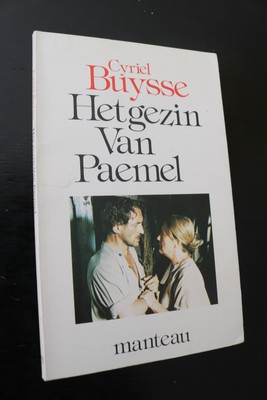 Cyriel
Buysse
Het gezin
Van
Paemel
manteau